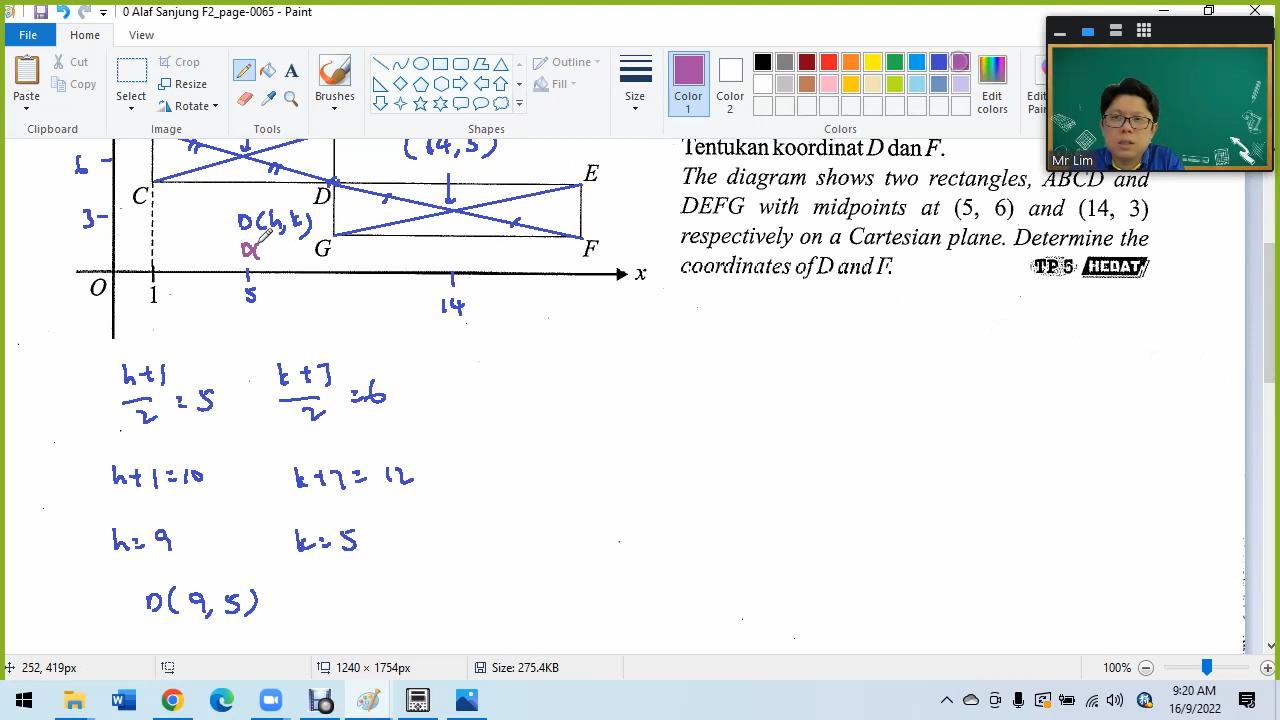 0 Alaf Sanjung F2_page-0065 - Paint
File
Home
View
Paste
Cut
Copy
Clipboard
Select
Crop
Resize
Rotate
Image
A
Tools
Brushes
Outline
Fill
Shapes
Size
Color 1
Color 2
Colors
Edit colors
Mr Lim
6
(14, 3)
C
D
E
3
D(h, k)
D(
G
F
x
O
1
5
14
Tentukan koordinat D dan F.
The diagram shows two rectangles, ABCD and
DEFG with midpoints at (5, 6) and (14, 3)
respectively on a Cartesian plane. Determine the
coordinates of D and F.
TP 5 HEBAT
h+1/2 = 5
k+7/2 = 6
h+1=10
k+7= 12
h= 9
k= 5
D( 9, 5)
252, 419px
1240 × 1754px
Size: 275.4KB
100%
9:20 AM
16/9/2022